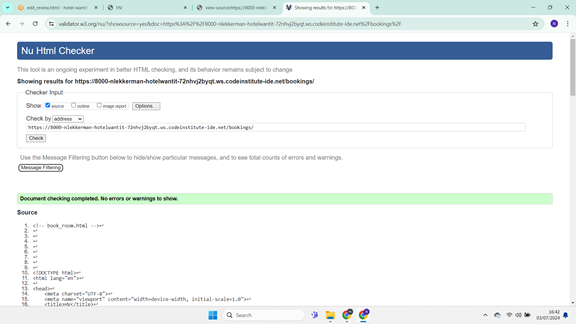 edit_review.html - hotel-wanti
HV
view-source:https://8000-nlekk
Showing results for https://80
validator.w3.org/nu/?showsource=yes&doc=https%3A%2F%2F8000-nlekkerman-hotelwantit-72nhvj2byqt.ws.codeinstitute-ide.net%2Fbookings%2F
Nu Html Checker
This tool is an ongoing experiment in better HTML checking, and its behavior remains subject to change
Showing results for https://8000-nlekkerman-hotelwantit-72nhvj2byqt.ws.codeinstitute-ide.net/bookings/
Checker Input
Show source outline image report Options...
Check by address
https://8000-nlekkerman-hotelwantit-72nhvj2byqt.ws.codeinstitute-ide.net/bookings/
Check
Use the Message Filtering button below to hide/show particular messages, and to see total counts of errors and warnings.
Message Filtering
Document checking completed. No errors or warnings to show.
Source
1. <!-- book_room.html -->↩
2. ↩
3. ↩
4. ↩
5. ↩
6. ↩
7. ↩
8. ↩
9. ↩
10. <!DOCTYPE html>↩
11. <html lang="en">↩
12. ↩
13. <head>↩
14. <meta charset="UTF-8">↩
15. <meta name="viewport" content="width=device-width, initial-scale=1.0">↩
16. <title>HV</title>↩
Search
16:42
03/07/2024